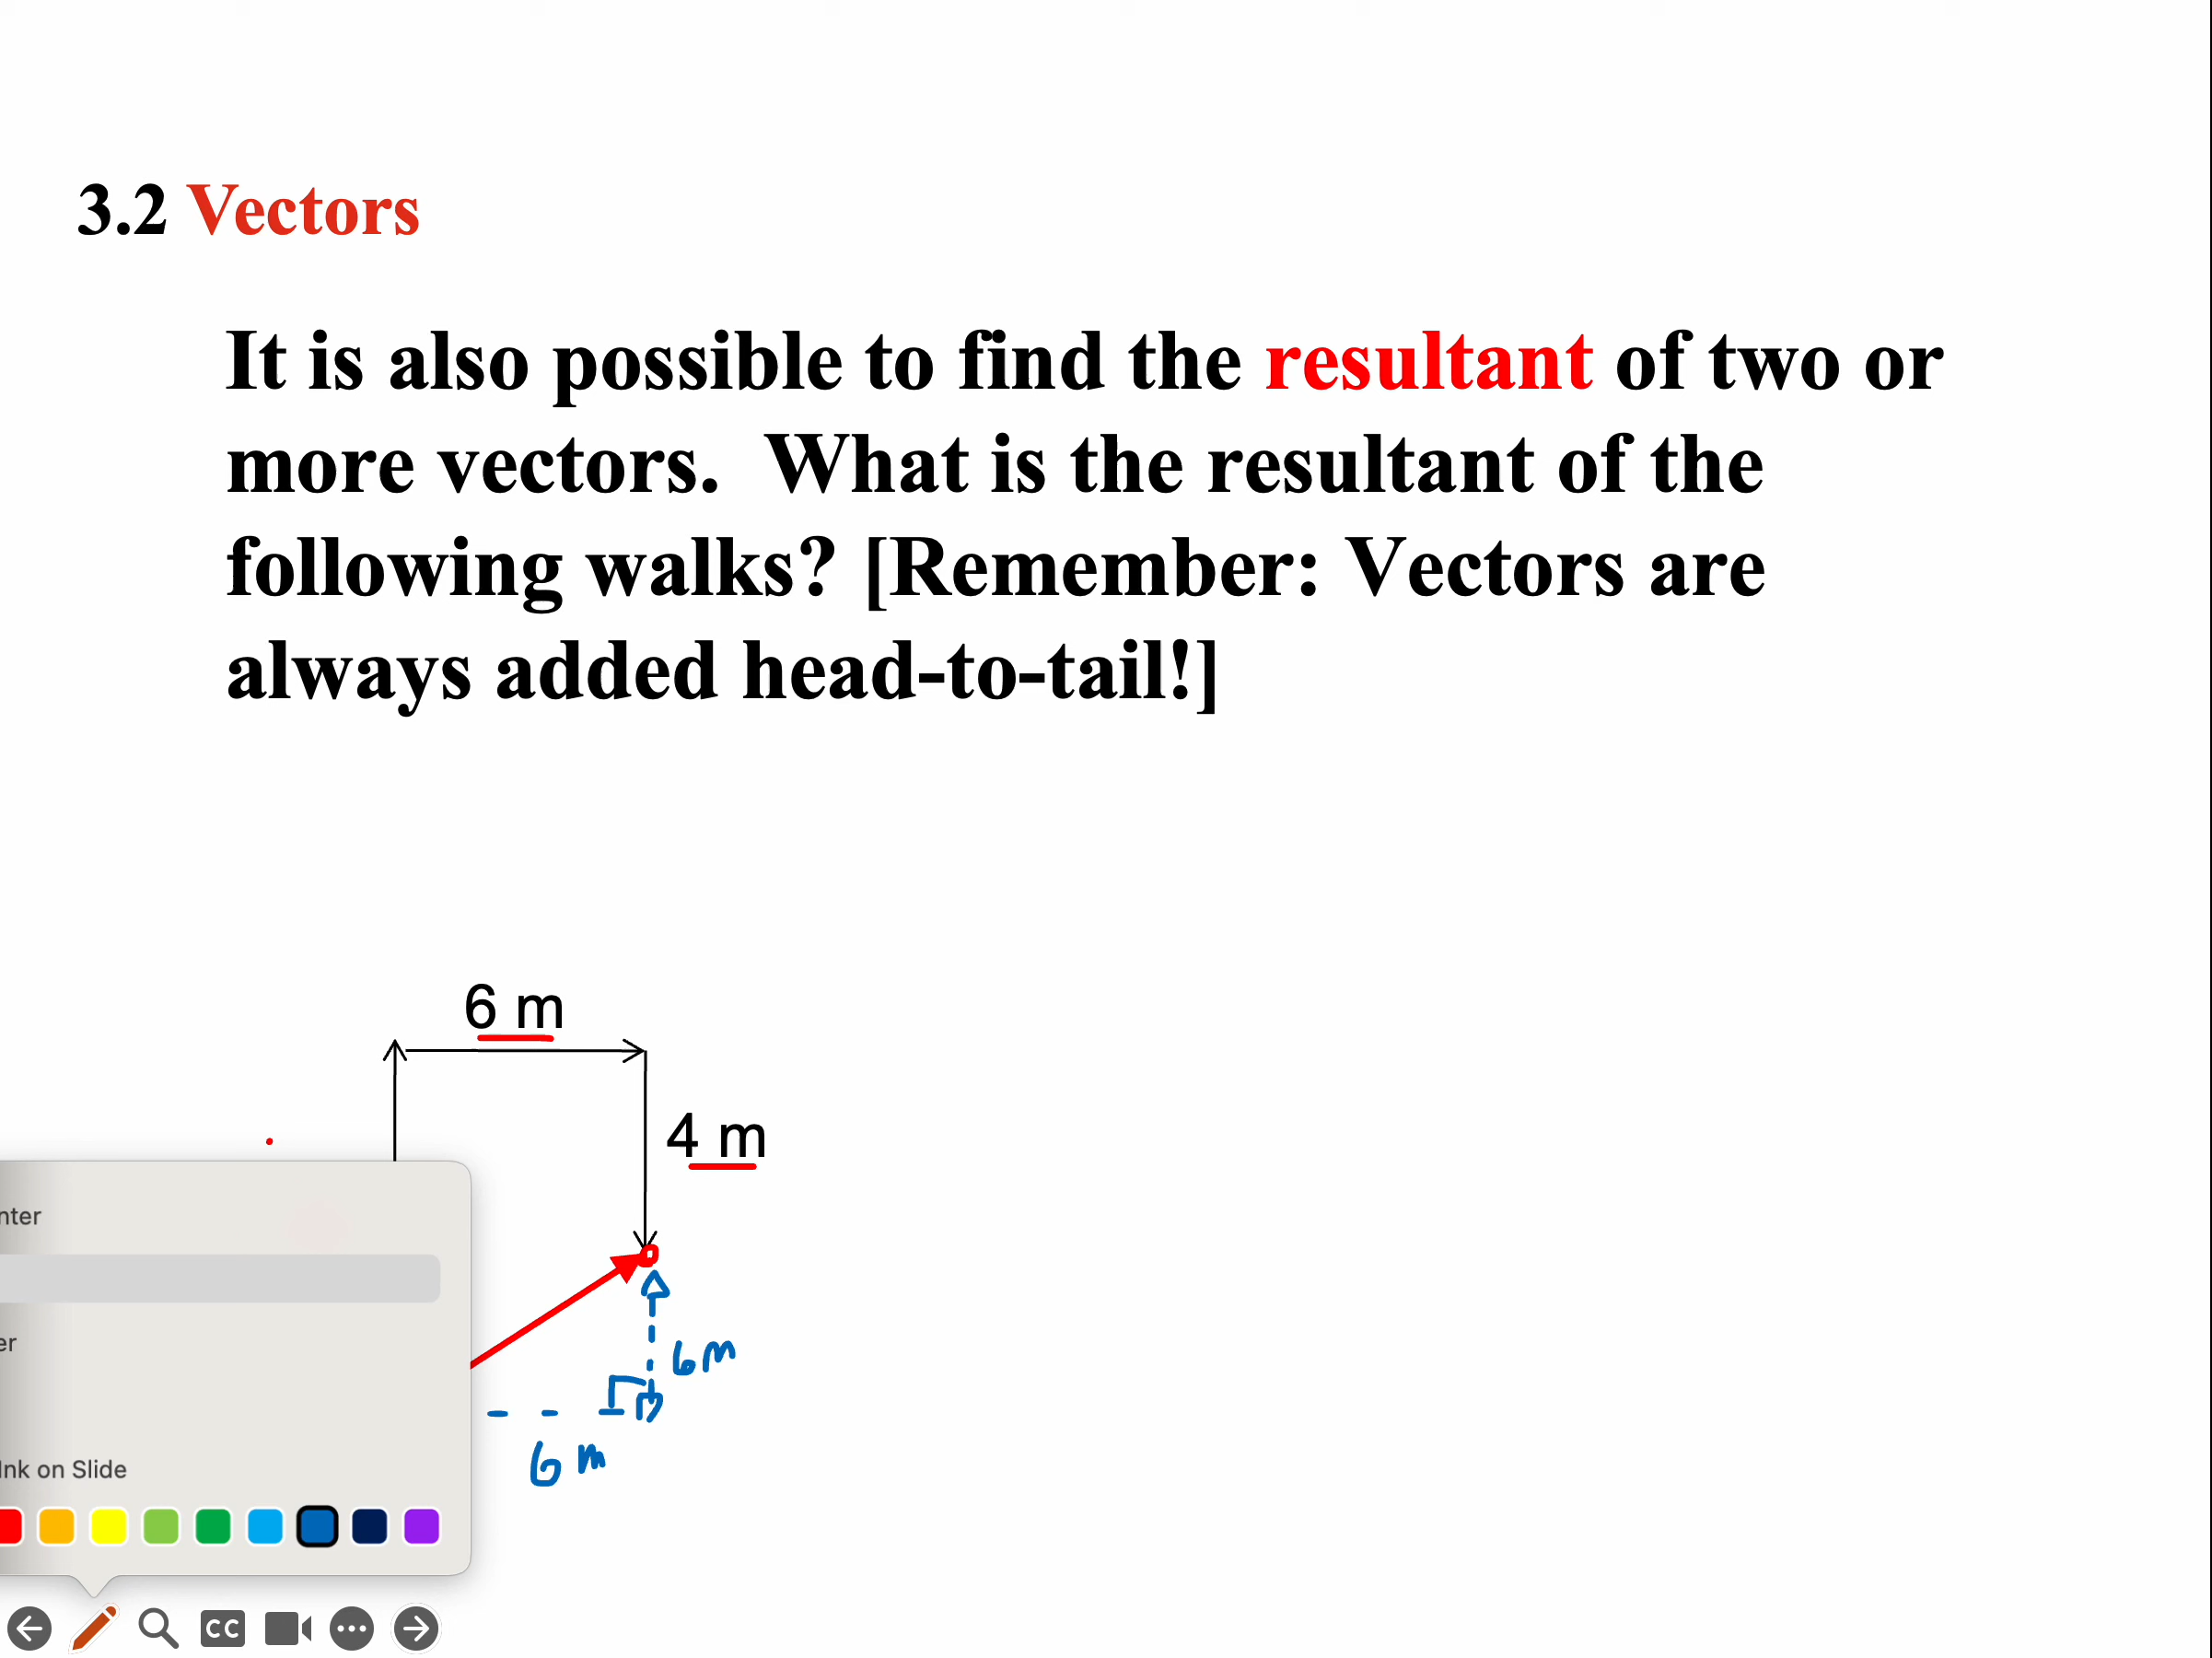 3.2 Vectors
It is also possible to find the resultant of two or
more vectors. What is the resultant of the
following walks? [Remember: Vectors are
always added head-to-tail!]
6 m
4 m
6m
6 m
nter
er
Ink on Slide
CC